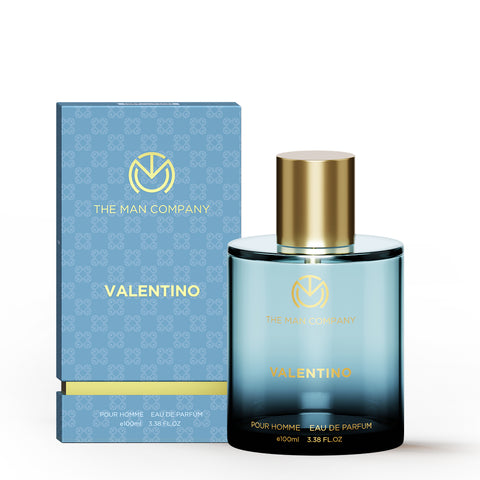 THE MAN COMPANY
VALENTINO
POUR HOMME EAU DE PARFUM
e100ml 3.38 FL.OZ
THE MAN COMPANY
VALENTINO
POUR HOMME EAU DE PARFUM
e100ml 3.38 FL.OZ